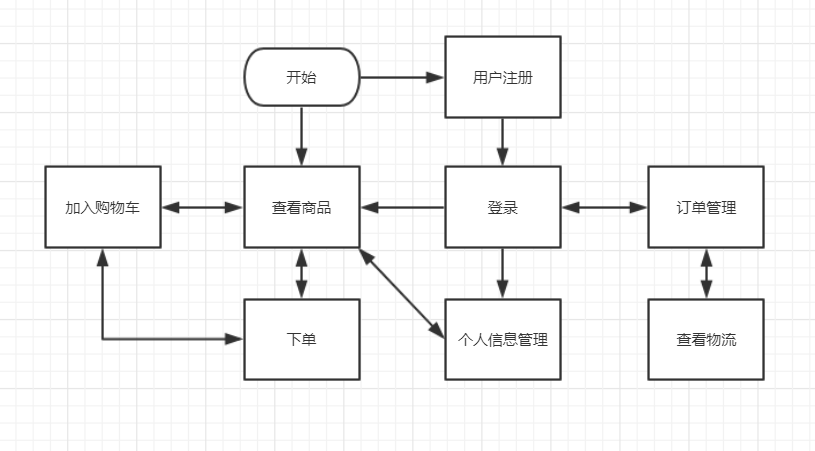 开始
用户注册
加入购物车
查看商品
登录
订单管理
下单
个人信息管理
查看物流